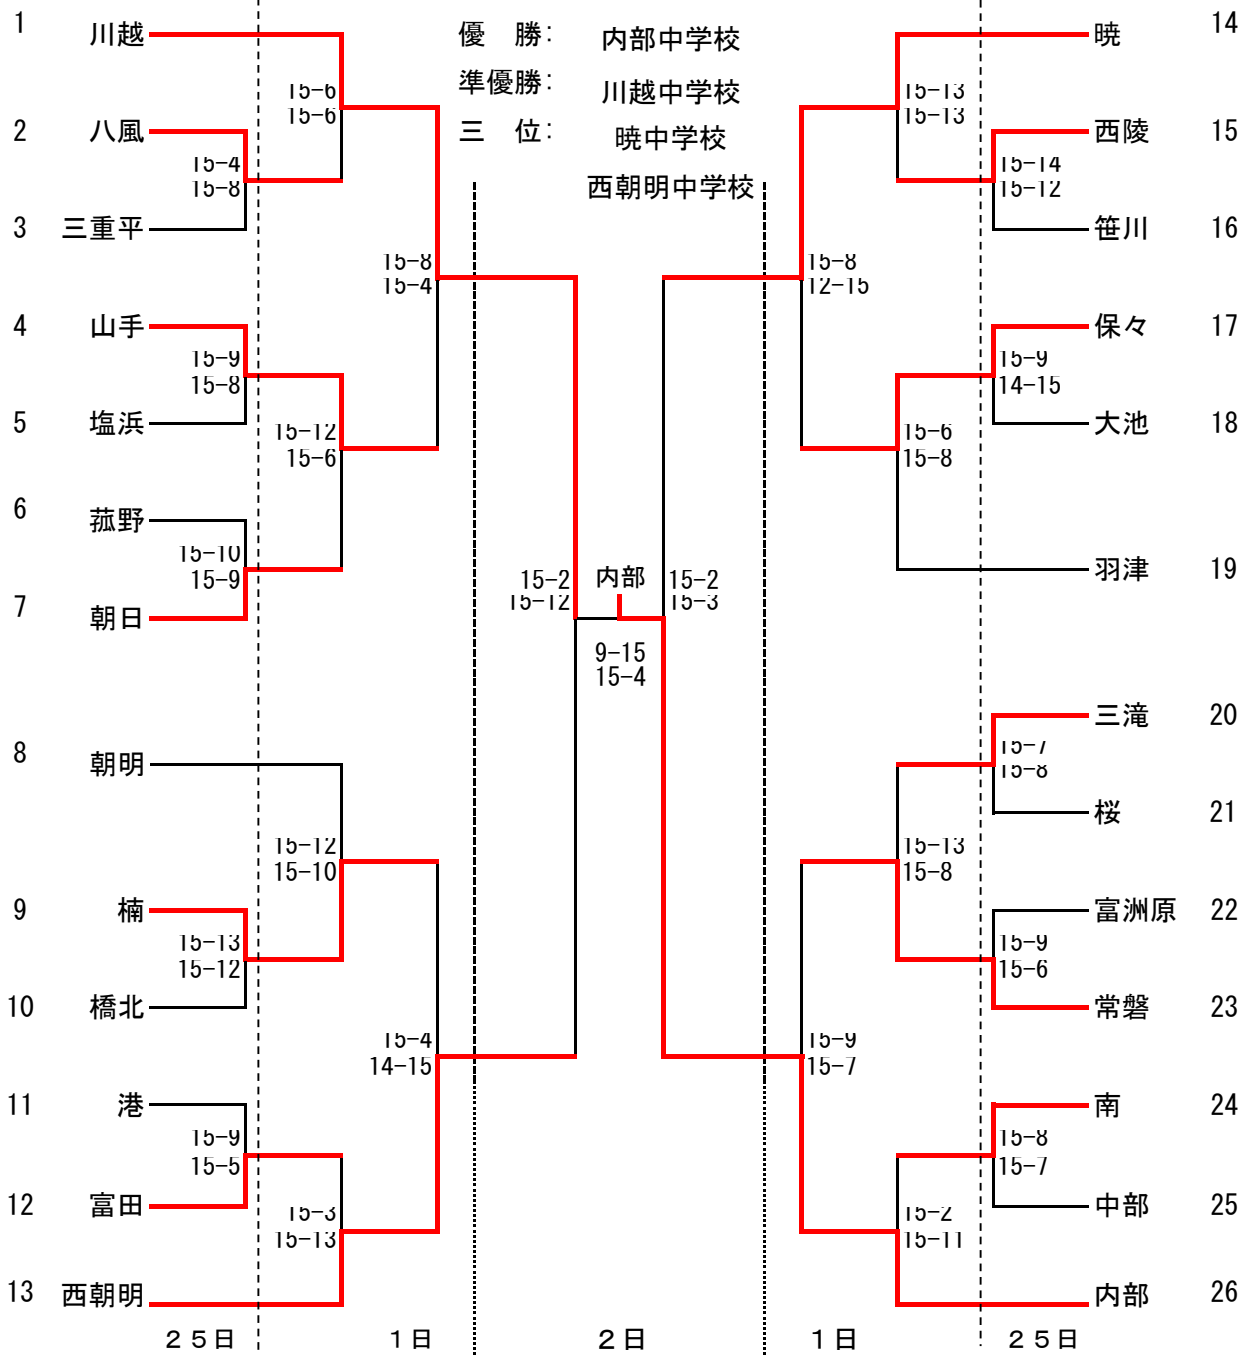 優　勝： 内部中学校
準優勝： 川越中学校
三　位： 暁中学校
西朝明中学校
1 川越
15-6
15-6
2 八風
15-4
15-8
3 三重平
15-8
15-4
4 山手
15-9
15-8
5 塩浜
15-12
15-6
6 菰野
15-10
15-9
7 朝日
15-2
15-12
8 朝明
15-12
15-10
9 楠
15-13
15-12
10 橋北
15-4
14-15
11 港
15-9
15-5
12 富田
15-3
15-13
13 西朝明
内部
9-15
15-4
暁 14
15-13
15-13
西陵 15
15-14
15-12
笹川 16
15-8
12-15
保々 17
15-9
14-15
大池 18
15-6
15-8
羽津 19
15-2
15-3
三滝 20
15-7
15-8
桜 21
15-13
15-8
富洲原 22
15-9
15-6
常磐 23
15-9
15-7
南 24
15-8
15-7
中部 25
15-2
15-11
内部 26
２５日 １日 ２日 １日 ２５日